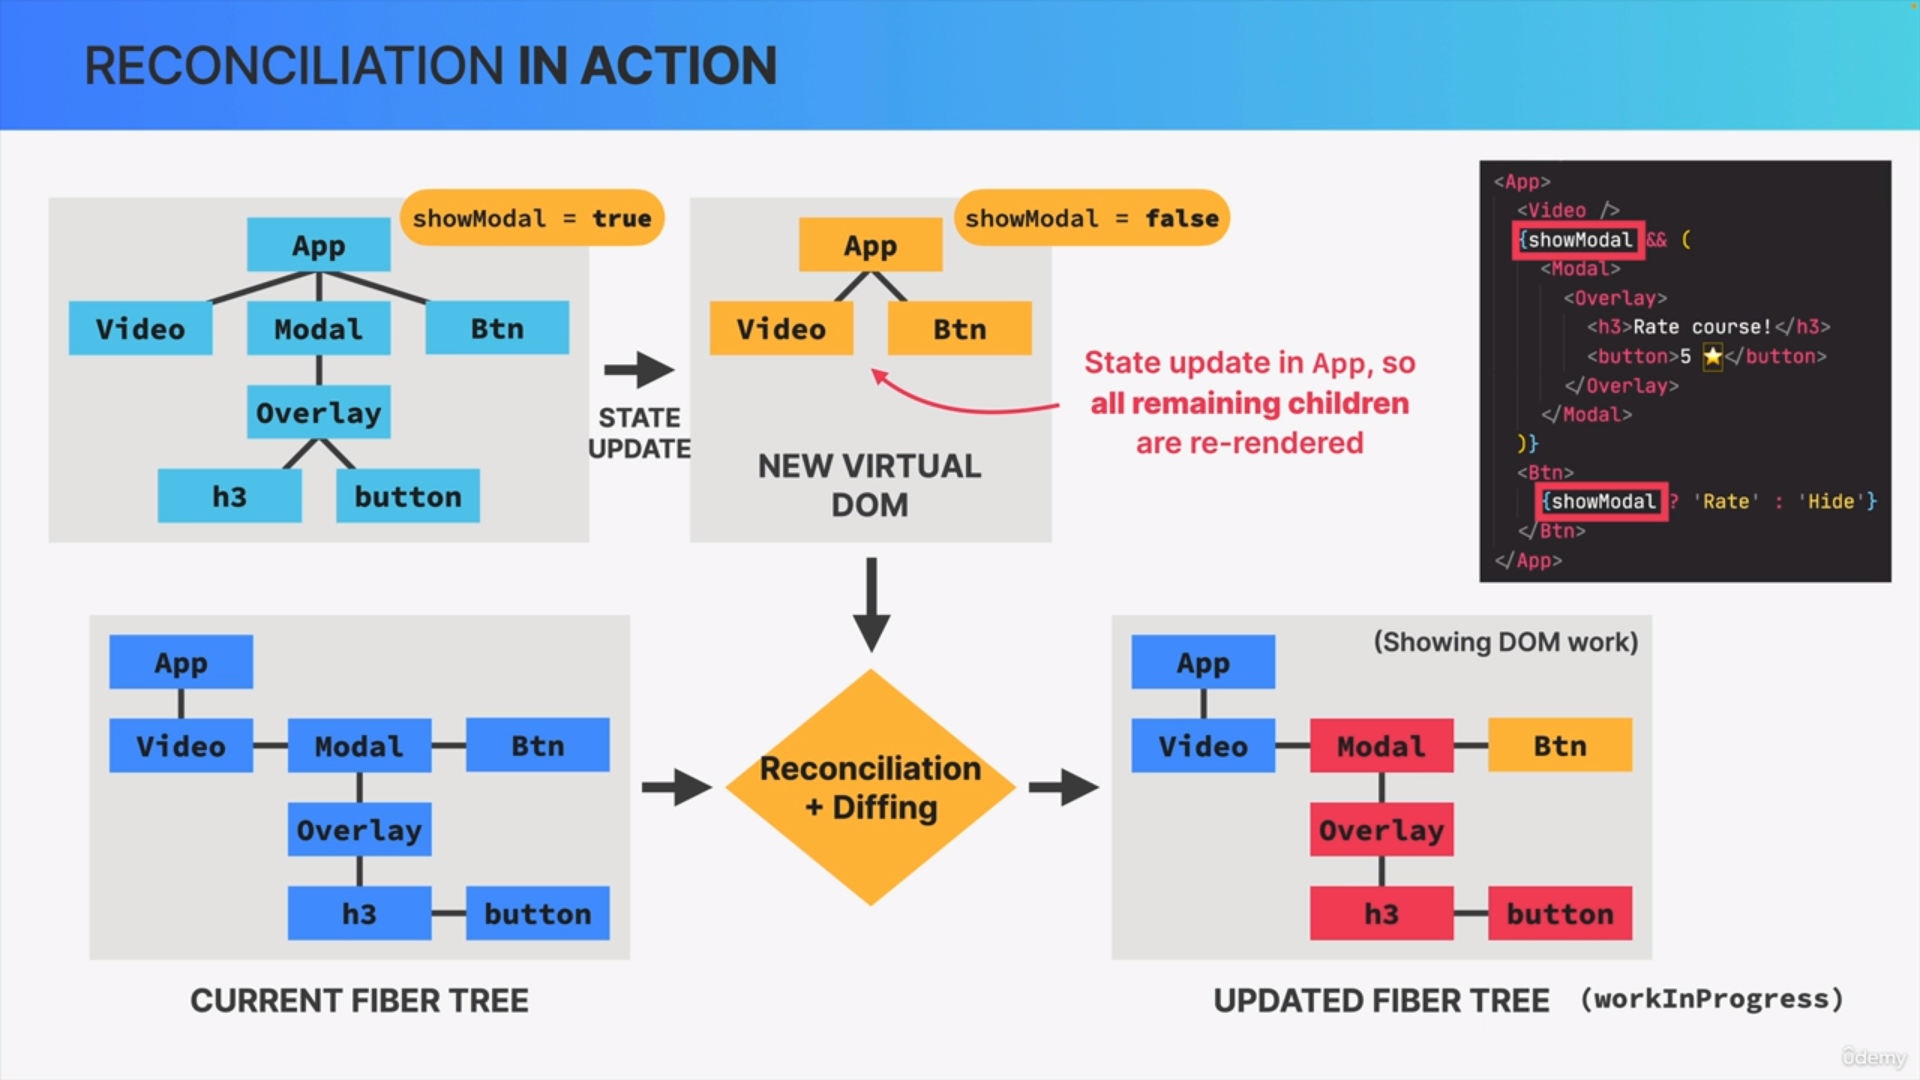 RECONCILIATION IN ACTION
showModal = true
App
Video Modal Btn
Overlay
h3 button
STATE
UPDATE
showModal = false
App
Video Btn
NEW VIRTUAL
DOM
State update in App, so
all remaining children
are re-rendered
<App>
<Video />
{showModal && (
<Modal>
<Overlay>
<h3>Rate course!</h3>
<button>5 ⭐</button>
</Overlay>
</Modal>
)}
<Btn>
{showModal ? 'Rate' : 'Hide'}
</Btn>
</App>
App
Video Modal Btn
Overlay
h3 button
CURRENT FIBER TREE
Reconciliation
+ Diffing
(Showing DOM work)
App
Video Modal Btn
Overlay
h3 button
UPDATED FIBER TREE (workInProgress)
ûdemy